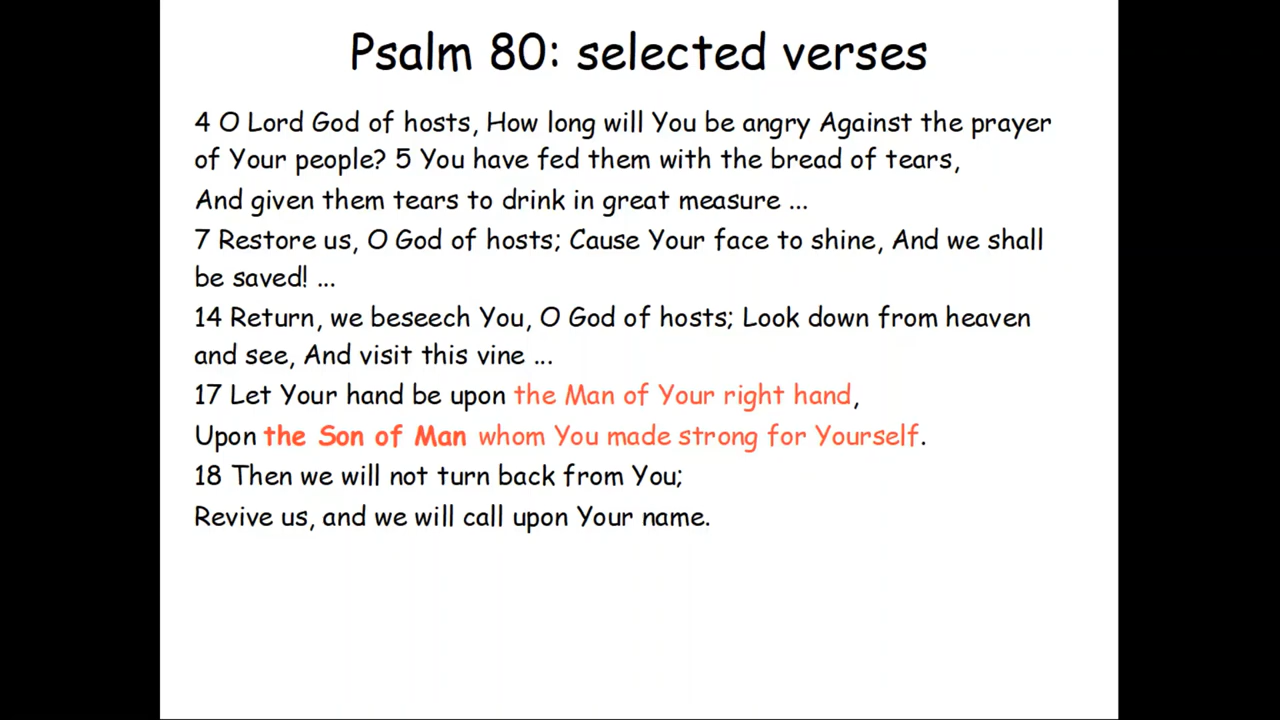 Psalm 80: selected verses
4 O Lord God of hosts, How long will You be angry Against the prayer
of Your people? 5 You have fed them with the bread of tears,
And given them tears to drink in great measure ...
7 Restore us, O God of hosts; Cause Your face to shine, And we shall
be saved! ...
14 Return, we beseech You, O God of hosts; Look down from heaven
and see, And visit this vine ...
17 Let Your hand be upon the Man of Your right hand,
Upon the Son of Man whom You made strong for Yourself.
18 Then we will not turn back from You;
Revive us, and we will call upon Your name.